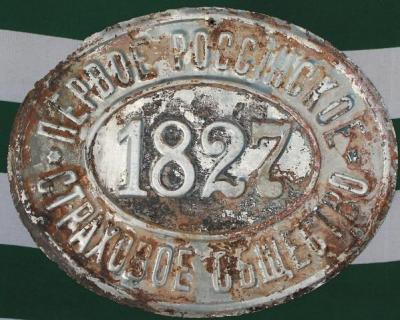 ПЕРВОЕ РОССІЙСКОЕ
1827
СТРАХОВОЕ ОБЩЕСТВО